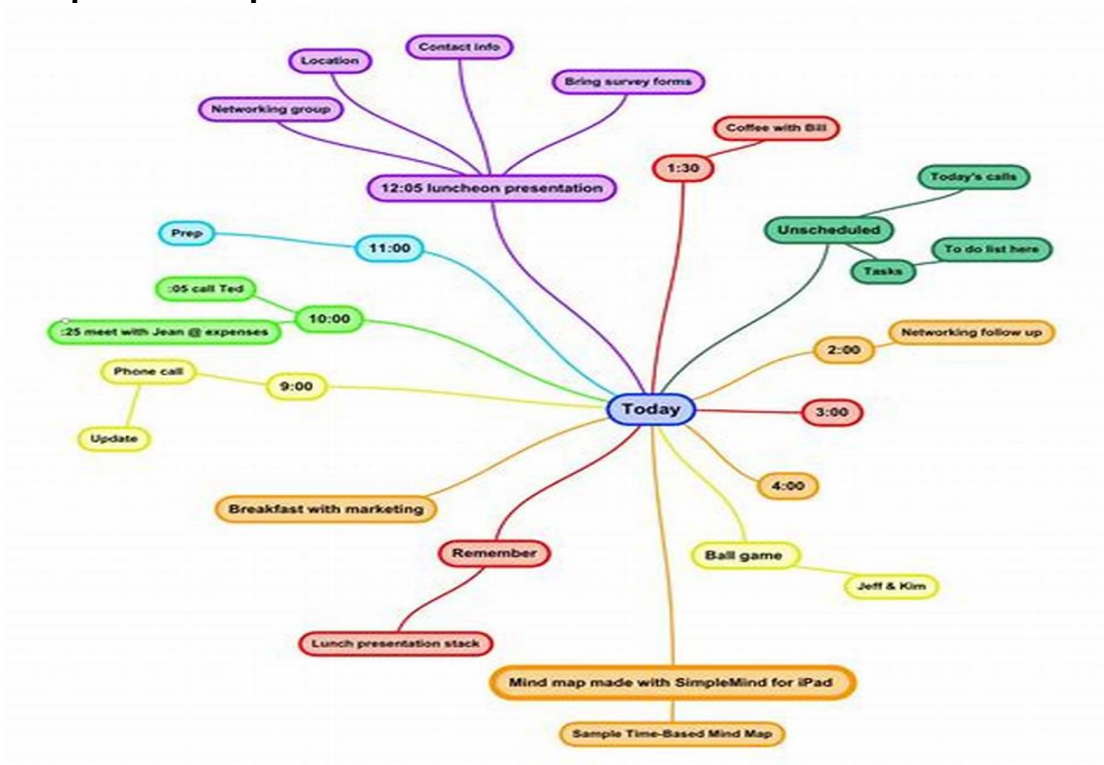 Contact info
Location
Bring survey forms
Networking group
Coffee with Bill
1:30
12:05 luncheon presentation
Today's calls
Unscheduled
To do list here
Tasks
Prep
11:00
:05 call Ted
10:00
:25 meet with Jean @ expenses
Networking follow up
2:00
Phone call
9:00
Update
Today
3:00
4:00
Breakfast with marketing
Remember
Ball game
Jeff & Kim
Lunch presentation stack
Mind map made with SimpleMind for iPad
Sample Time-Based Mind Map